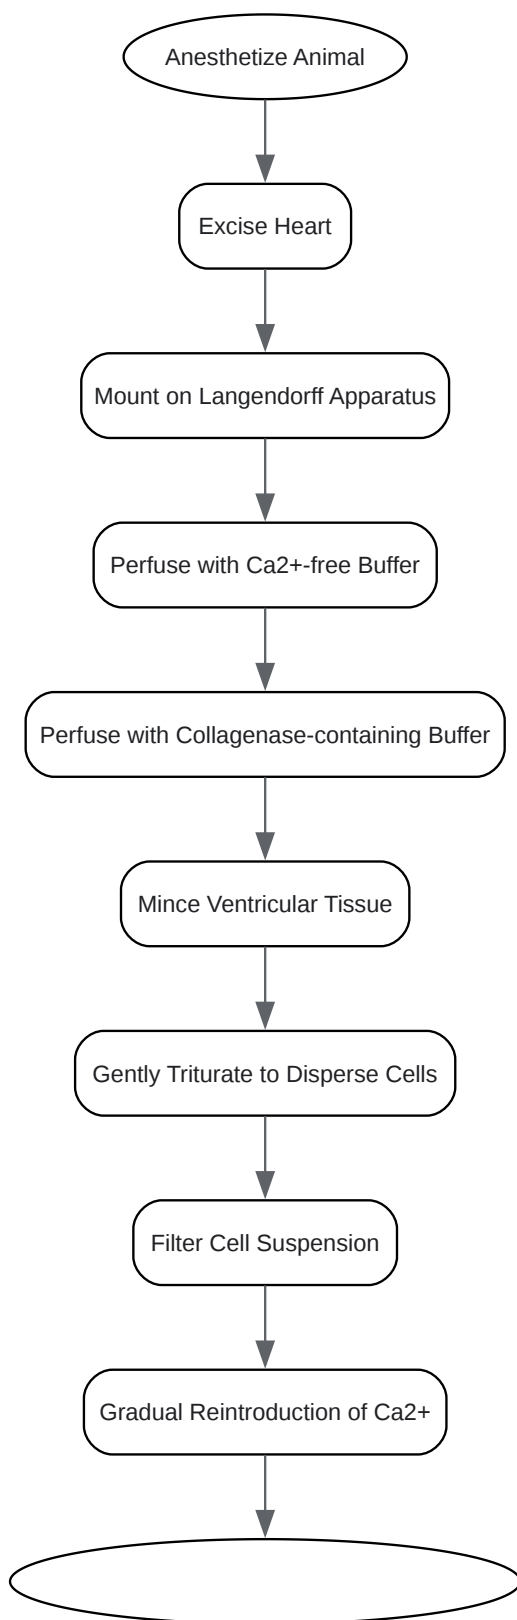 Anesthetize Animal
Excise Heart
Mount on Langendorff Apparatus
Perfuse with Ca2+-free Buffer
Perfuse with Collagenase-containing Buffer
Mince Ventricular Tissue
Gently Triturate to Disperse Cells
Filter Cell Suspension
Gradual Reintroduction of Ca2+